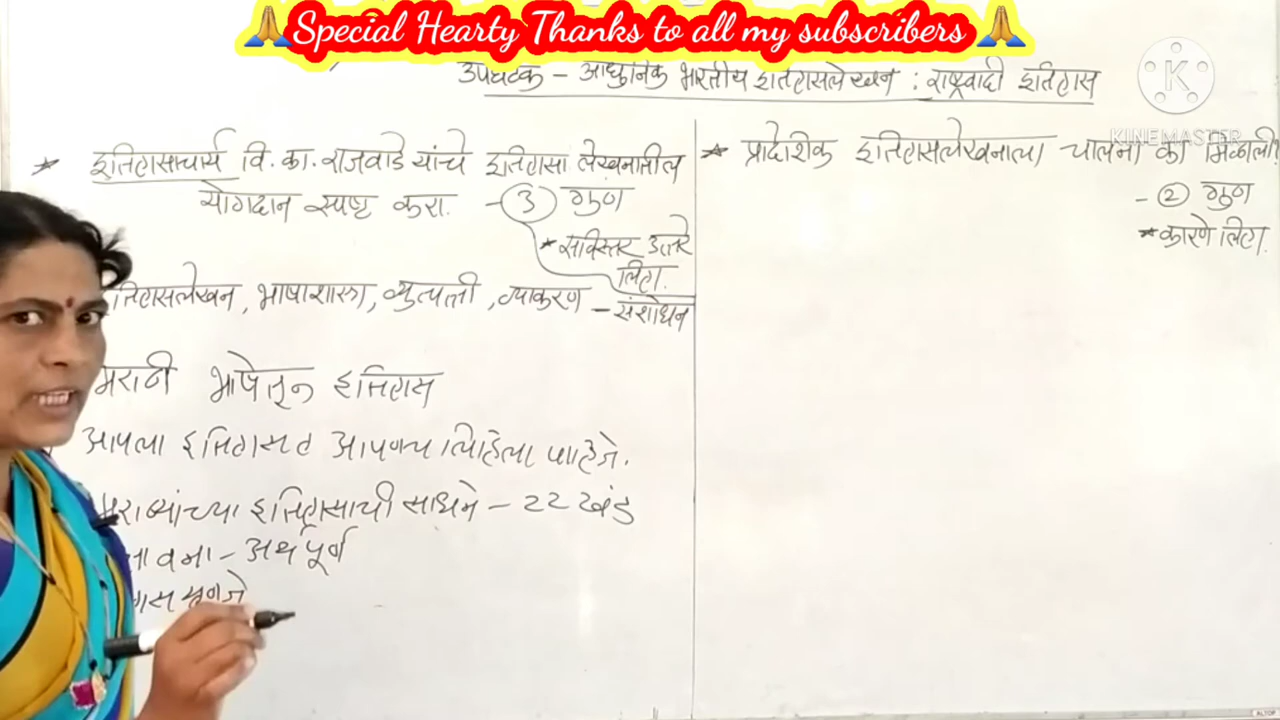 🙏Special Hearty Thanks to all my subscribers 🙏
उपघटक – आधुनिक भारतीय इतिहासलेखन : राष्ट्रवादी इतिहास
K
KINEMASTER
* इतिहासाचार्य वि. का. राजवाडे यांचे इतिहास लेखनातील
योगदान स्पष्ट करा. – ③ गुण
* सविस्तर उत्तरे
लिहा.
तिहासलेखन, भाषाशास्त्र, व्युत्पत्ती, व्याकरण – संशोधन
मराठी भाषेतून इतिहास
आपला इतिहास आपणच लिहिला पाहिजे.
मराठ्यांच्या इतिहासाची साधने – २२ खंड
तावना – अर्थपूर्ण
हास म्हणजे
* प्रादेशिक इतिहासलेखनाला चालना का मिळाली
– ② गुण
* कारणे लिहा.